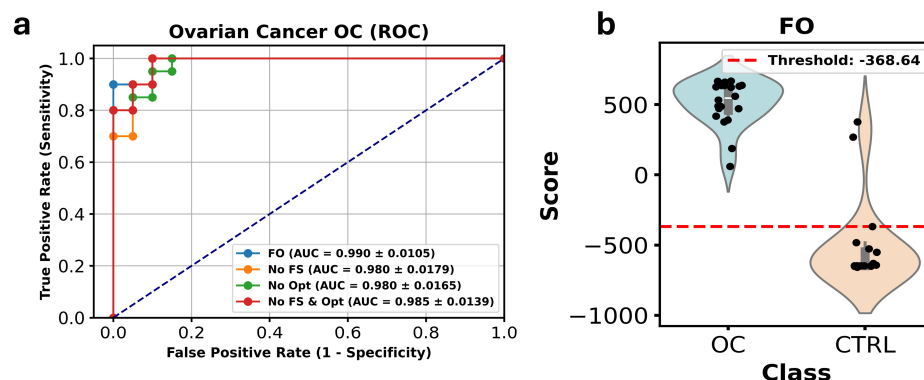 a
Ovarian Cancer OC (ROC)
True Positive Rate (Sensitivity)
1.0
0.8
0.6
0.4
0.2
0.0
0.0 0.2 0.4 0.6 0.8 1.0
False Positive Rate (1 - Specificity)
FO (AUC = 0.990 ± 0.0105)
No FS (AUC = 0.980 ± 0.0179)
No Opt (AUC = 0.980 ± 0.0165)
No FS & Opt (AUC = 0.985 ± 0.0139)
b
FO
Threshold: -368.64
Score
500
0
−500
−1000
OC CTRL
Class